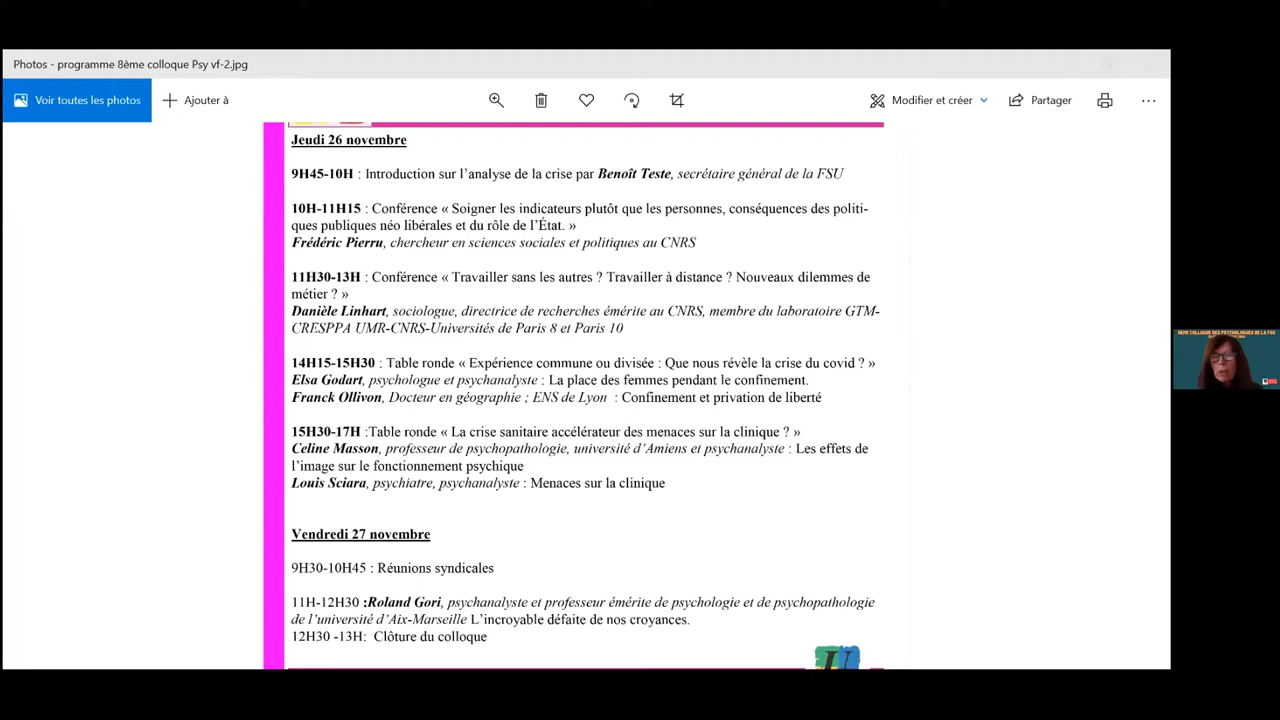 Photos - programme 8ème colloque Psy vf-2.jpg
Voir toutes les photos
Ajouter à
Modifier et créer
Partager
Jeudi 26 novembre
9H45-10H : Introduction sur l'analyse de la crise par Benoît Teste, secrétaire général de la FSU
10H-11H15 : Conférence « Soigner les indicateurs plutôt que les personnes, conséquences des politi-
ques publiques néo libérales et du rôle de l'État. »
Frédéric Pierru, chercheur en sciences sociales et politiques au CNRS
11H30-13H : Conférence « Travailler sans les autres ? Travailler à distance ? Nouveaux dilemmes de
métier ? »
Danièle Linhart, sociologue, directrice de recherches émérite au CNRS, membre du laboratoire GTM-
CRESPPA UMR-CNRS-Universités de Paris 8 et Paris 10
14H15-15H30 : Table ronde « Expérience commune ou divisée : Que nous révèle la crise du covid ? »
Elsa Godart, psychologue et psychanalyste : La place des femmes pendant le confinement.
Franck Ollivon, Docteur en géographie ; ENS de Lyon : Confinement et privation de liberté
15H30-17H :Table ronde « La crise sanitaire accélérateur des menaces sur la clinique ? »
Celine Masson, professeur de psychopathologie, université d'Amiens et psychanalyste : Les effets de
l'image sur le fonctionnement psychique
Louis Sciara, psychiatre, psychanalyste : Menaces sur la clinique
Vendredi 27 novembre
9H30-10H45 : Réunions syndicales
11H-12H30 :Roland Gori, psychanalyste et professeur émérite de psychologie et de psychopathologie
de l'université d'Aix-Marseille L'incroyable défaite de nos croyances.
12H30 -13H: Clôture du colloque
8ÈME COLLOQUE DES PSYCHOLOGUES DE LA FSU